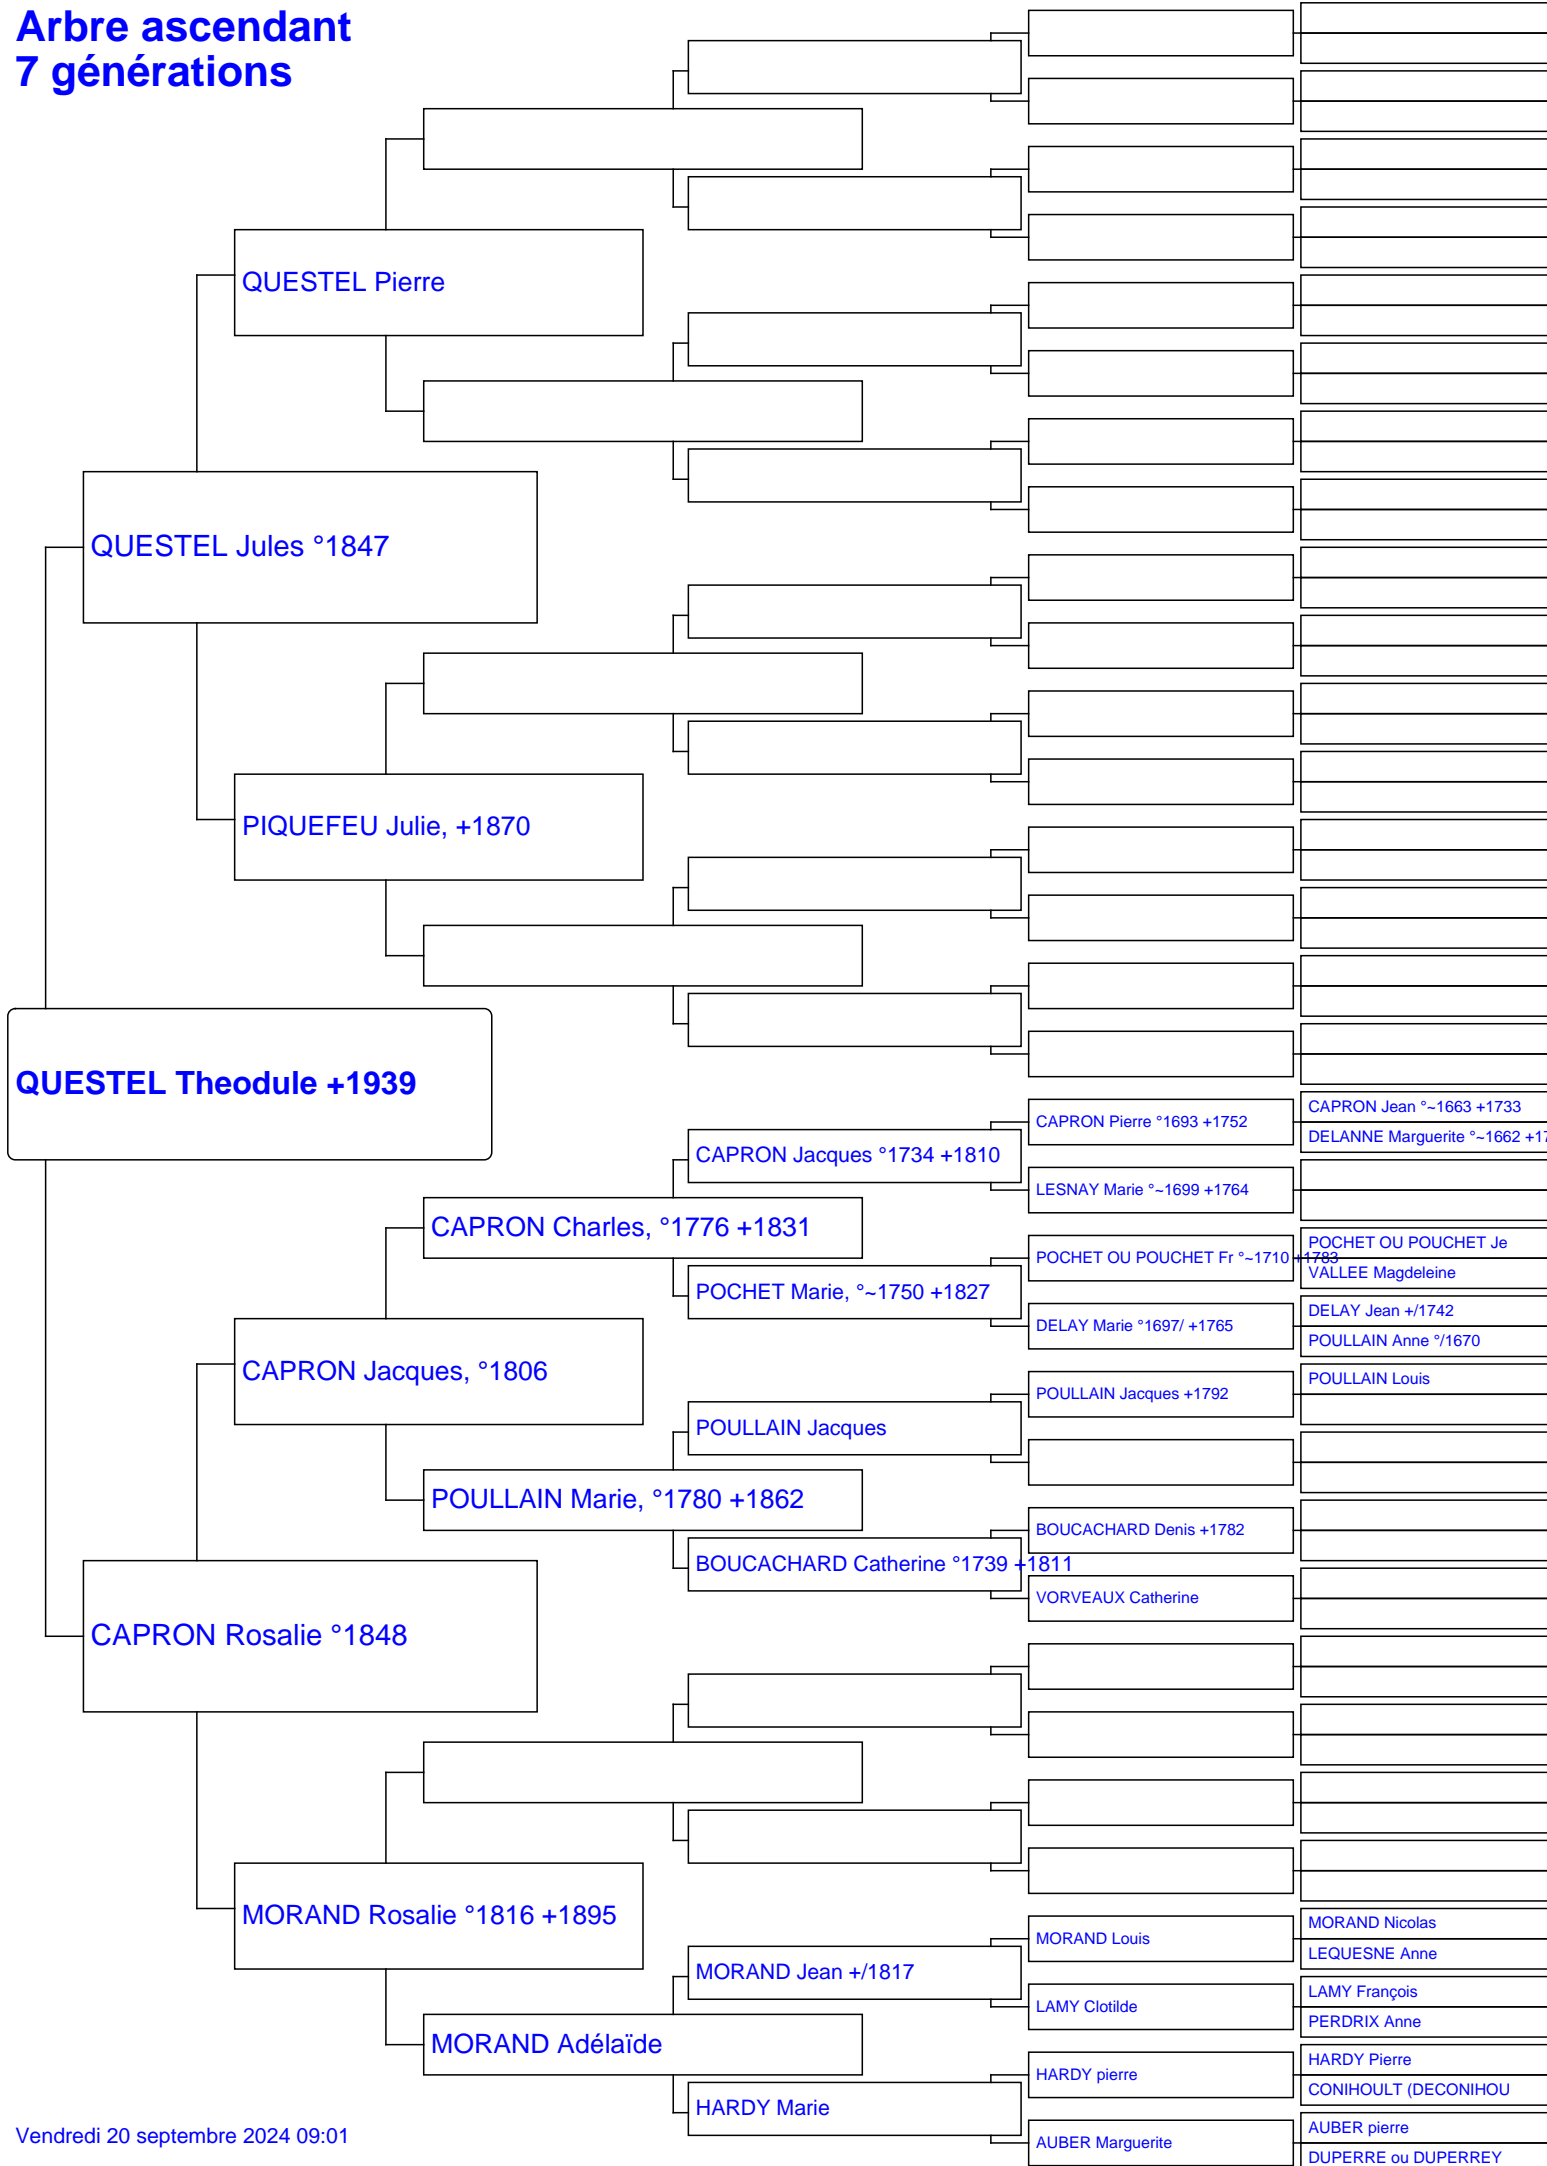 Arbre ascendant
7 générations
QUESTEL Pierre
QUESTEL Jules °1847
PIQUEFEU Julie, +1870
QUESTEL Theodule +1939
CAPRON Jean °~1663 +1733
CAPRON Pierre °1693 +1752
DELANNE Marguerite °~1662 +17
CAPRON Jacques °1734 +1810
LESNAY Marie °~1699 +1764
CAPRON Charles, °1776 +1831
POCHET OU POUCHET Je
POCHET OU POUCHET Fr °~1710 +1783
VALLEE Magdeleine
POCHET Marie, °~1750 +1827
DELAY Jean +/1742
DELAY Marie °1697/ +1765
POULLAIN Anne °/1670
CAPRON Jacques, °1806
POULLAIN Louis
POULLAIN Jacques +1792
POULLAIN Jacques
POULLAIN Marie, °1780 +1862
BOUCACHARD Denis +1782
BOUCACHARD Catherine °1739 +1811
VORVEAUX Catherine
CAPRON Rosalie °1848
MORAND Rosalie °1816 +1895
MORAND Nicolas
MORAND Louis
LEQUESNE Anne
MORAND Jean +/1817
LAMY François
LAMY Clotilde
PERDRIX Anne
MORAND Adélaïde
HARDY Pierre
HARDY pierre
CONIHOULT (DECONIHOU
HARDY Marie
AUBER pierre
AUBER Marguerite
DUPERRE ou DUPERREY
Vendredi 20 septembre 2024 09:01